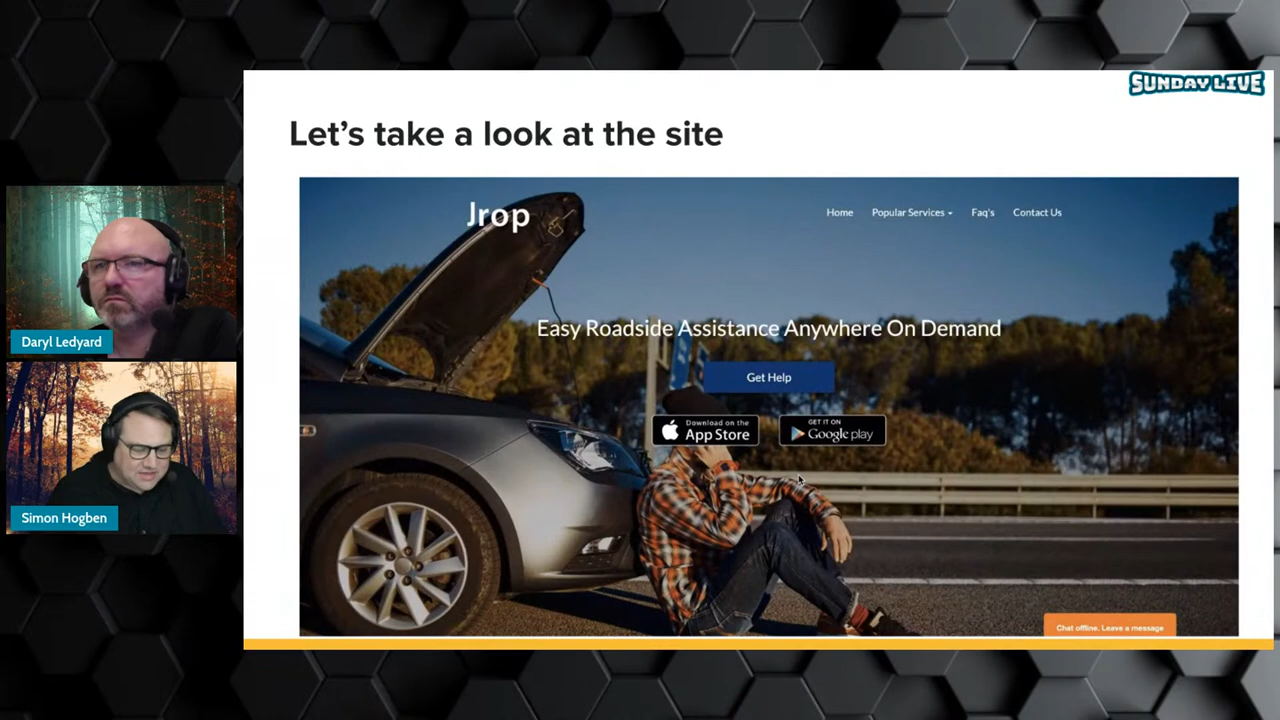 SUNDAY LIVE
Let's take a look at the site
Jrop
Home Popular Services Faq's Contact Us
Easy Roadside Assistance Anywhere On Demand
Get Help
Download on the
App Store
GET IT ON
Google play
Chat offline. Leave a message
Daryl Ledyard
Simon Hogben